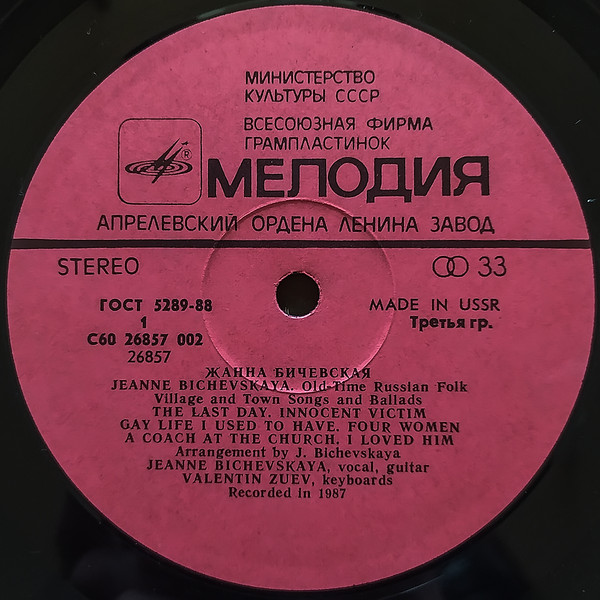 МИНИСТЕРСТВО
КУЛЬТУРЫ СССР
ВСЕСОЮЗНАЯ ФИРМА
ГРАМПЛАСТИНОК
®
МЕЛОДИЯ
АПРЕЛЕВСКИЙ ОРДЕНА ЛЕНИНА ЗАВОД
STEREO
33
ГОСТ 5289-88
MADE IN USSR
1
Третья гр.
С60 26857 002
26857
ЖАННА БИЧЕВСКАЯ
JEANNE BICHEVSKAYA. Old-Time Russian Folk
Village and Town Songs and Ballads
THE LAST DAY. INNOCENT VICTIM
GAY LIFE I USED TO HAVE. FOUR WOMEN
A COACH AT THE CHURCH, I LOVED HIM
Arrangement by J. Bichevskaya
JEANNE BICHEVSKAYA, vocal, guitar
VALENTIN ZUEV, keyboards
Recorded in 1987